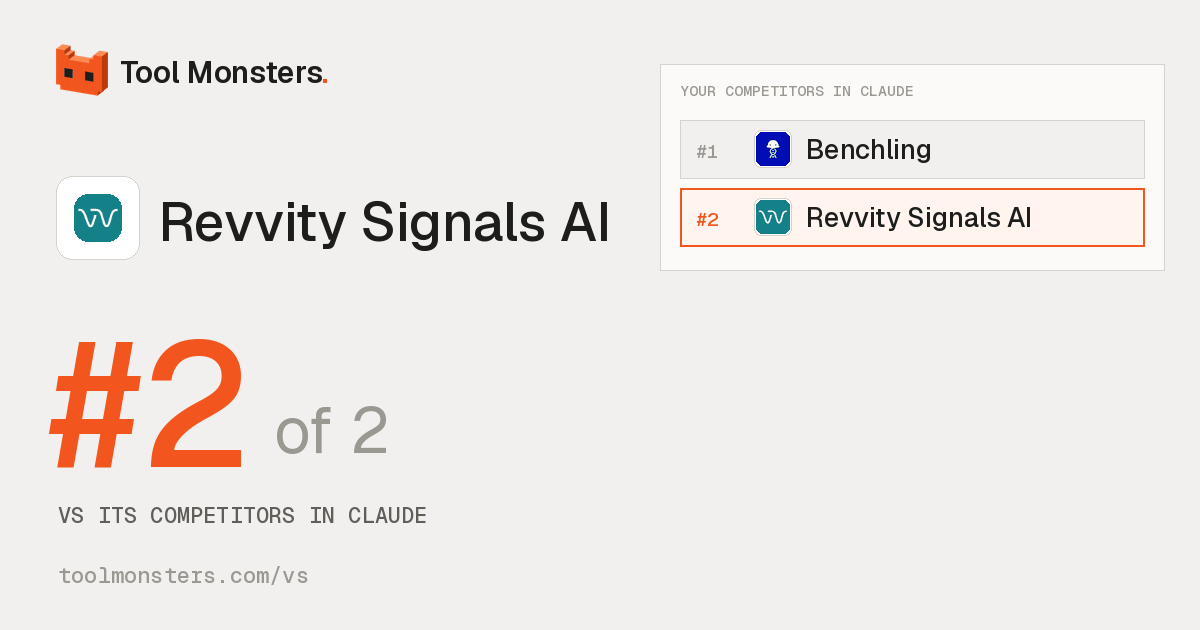 Tool Monsters.
Revvity Signals AI
#2 of 2
VS ITS COMPETITORS IN CLAUDE
toolmonsters.com/vs
YOUR COMPETITORS IN CLAUDE
#1 Benchling
#2 Revvity Signals AI